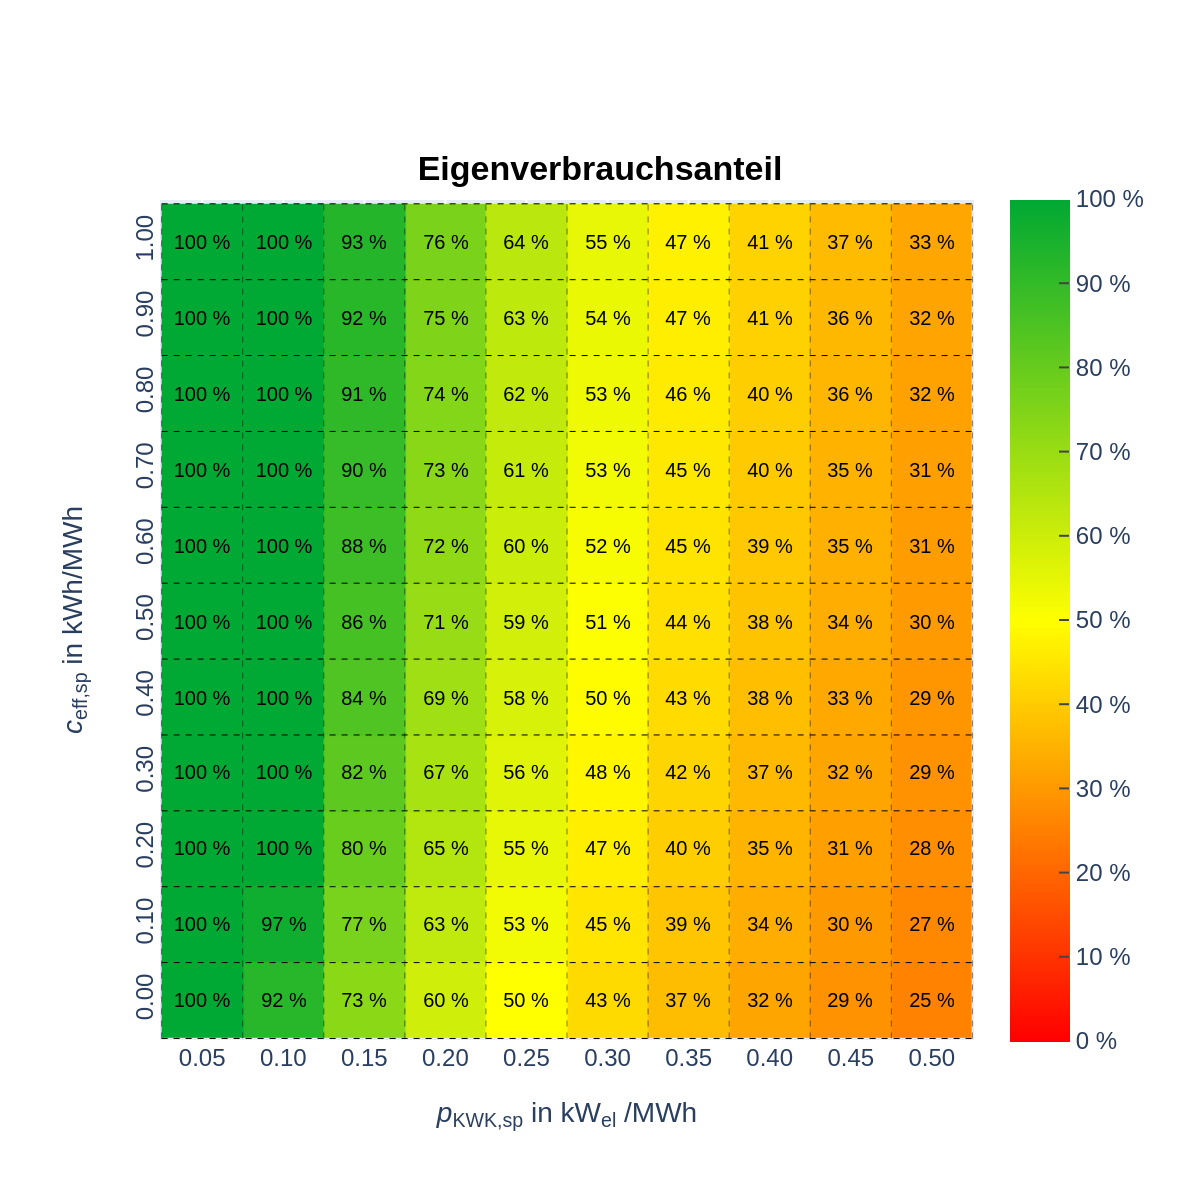 Eigenverbrauchsanteil
100 %
1.00 100 % 100 % 93 % 76 % 64 % 55 % 47 % 41 % 37 % 33 %
90 %
0.90 100 % 100 % 92 % 75 % 63 % 54 % 47 % 41 % 36 % 32 %
80 %
0.80 100 % 100 % 91 % 74 % 62 % 53 % 46 % 40 % 36 % 32 %
70 %
0.70 100 % 100 % 90 % 73 % 61 % 53 % 45 % 40 % 35 % 31 %
60 %
0.60 100 % 100 % 88 % 72 % 60 % 52 % 45 % 39 % 35 % 31 %
50 %
0.50 100 % 100 % 86 % 71 % 59 % 51 % 44 % 38 % 34 % 30 %
0.40 100 % 100 % 84 % 69 % 58 % 50 % 43 % 38 % 33 % 29 %
40 %
0.30 100 % 100 % 82 % 67 % 56 % 48 % 42 % 37 % 32 % 29 %
30 %
0.20 100 % 100 % 80 % 65 % 55 % 47 % 40 % 35 % 31 % 28 %
20 %
0.10 100 % 97 % 77 % 63 % 53 % 45 % 39 % 34 % 30 % 27 %
10 %
0.00 100 % 92 % 73 % 60 % 50 % 43 % 37 % 32 % 29 % 25 %
0 %
0.05 0.10 0.15 0.20 0.25 0.30 0.35 0.40 0.45 0.50
c eff,sp in kWh/MWh
p KWK,sp in kW el /MWh